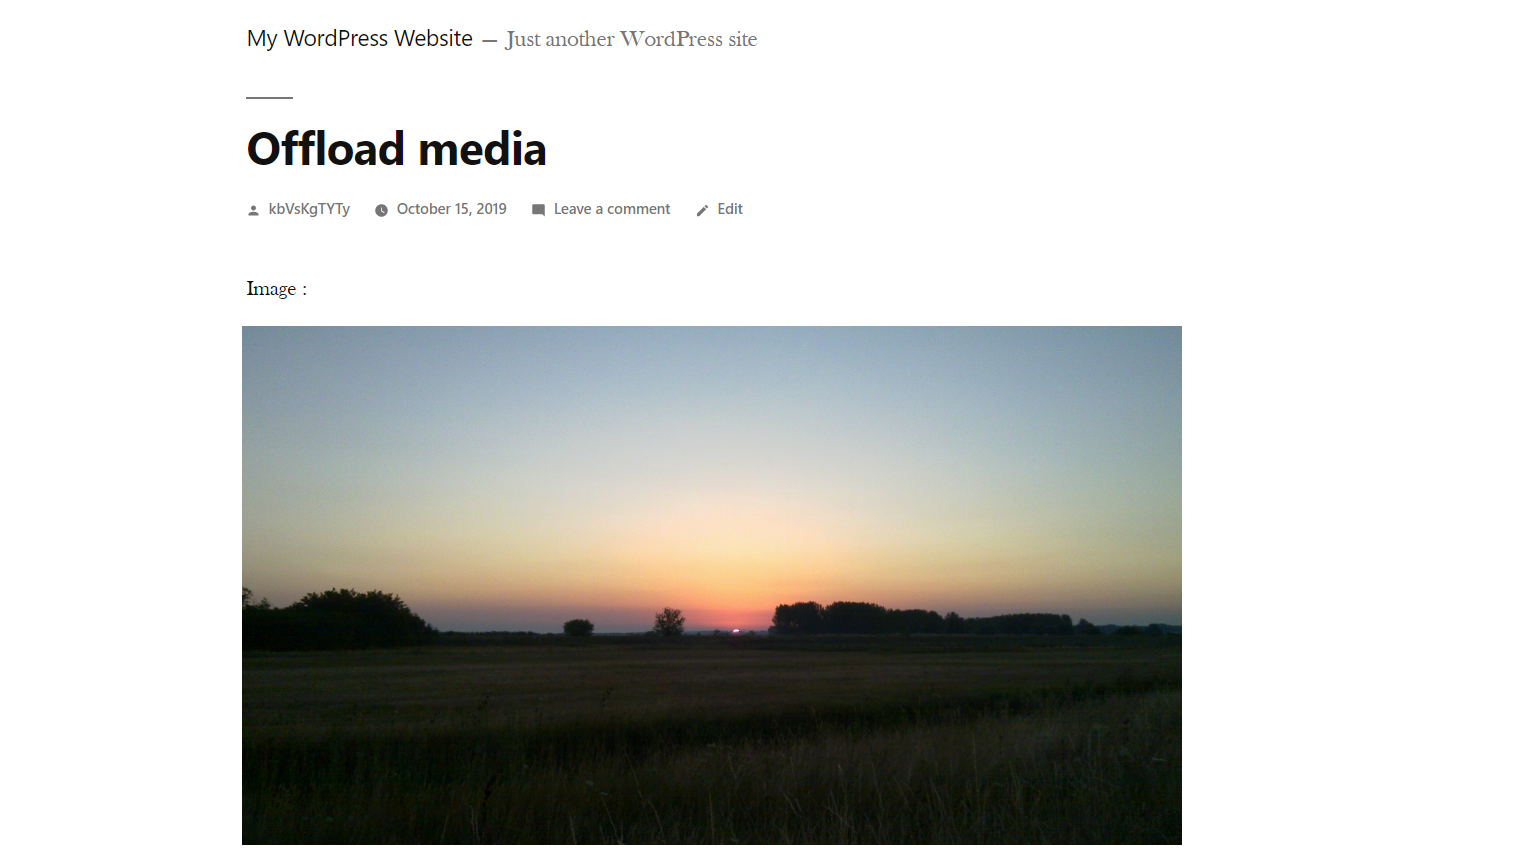 My WordPress Website — Just another WordPress site
Offload media
kbVsKgTYTy October 15, 2019 Leave a comment Edit
Image :